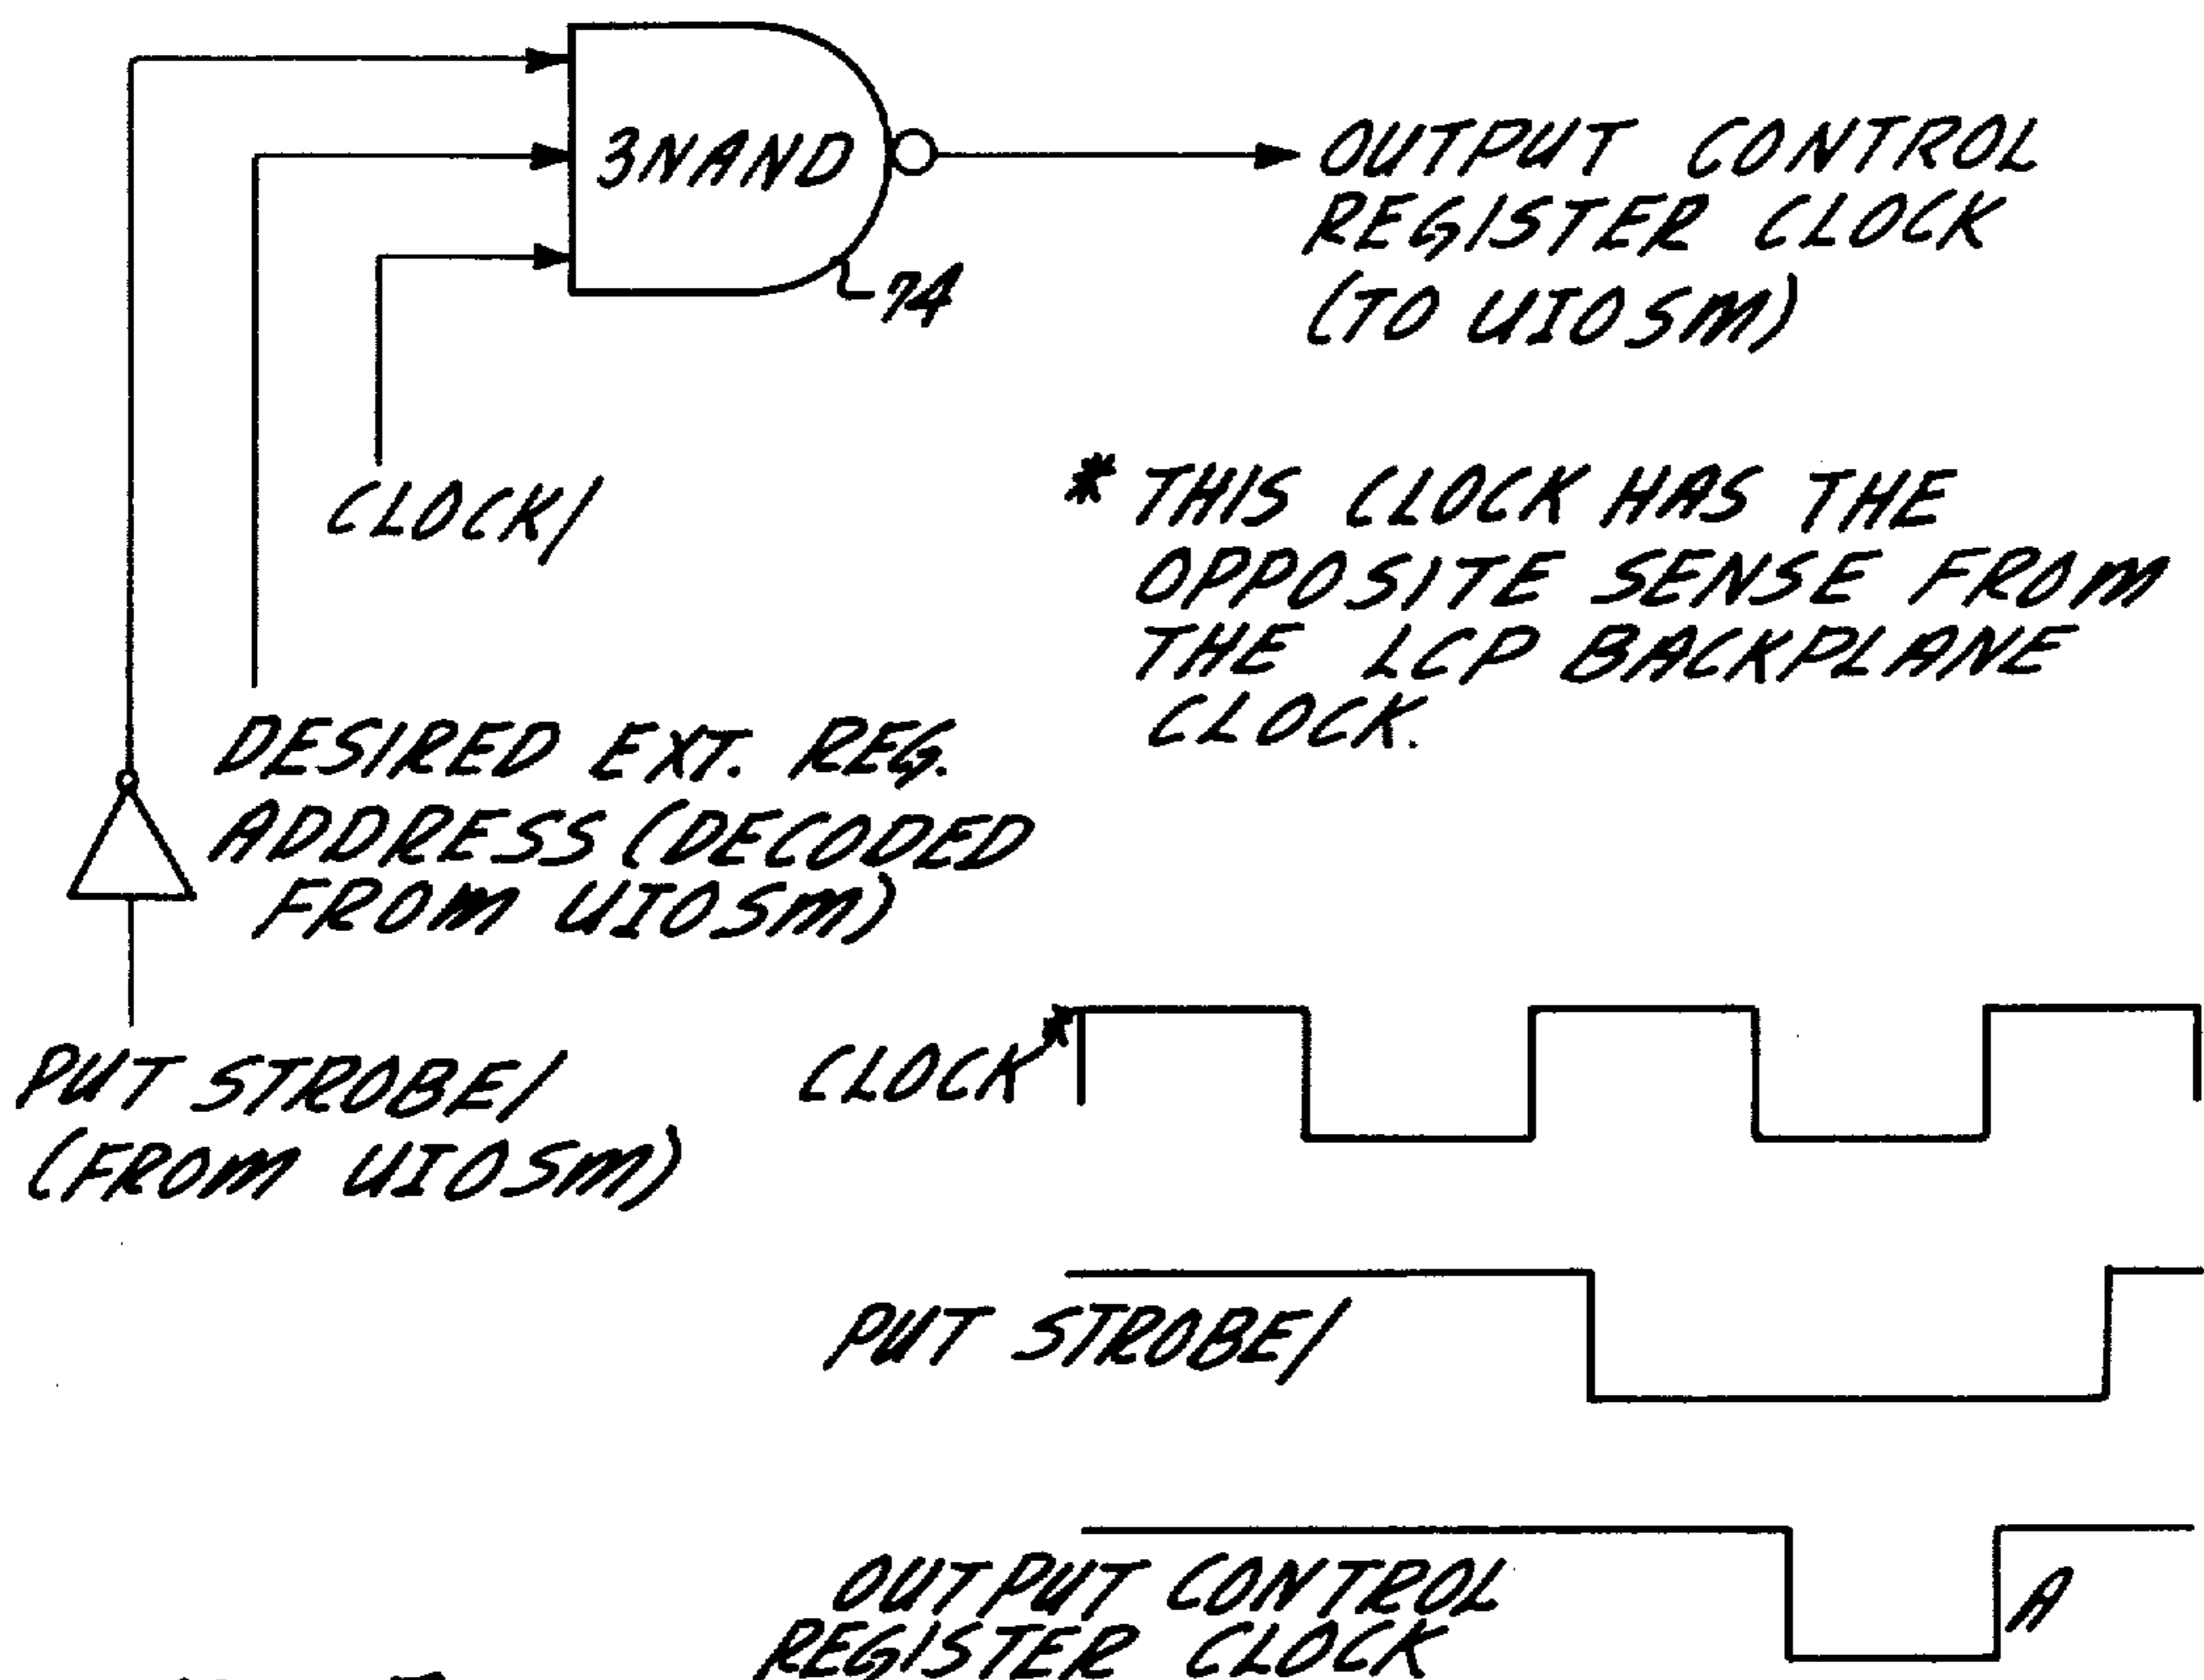 3NAND
OUTPUT CONTROL
REGISTER CLOCK
(TO UIOSM)
74
CLOCK/
* THIS CLOCK HAS THE
OPPOSITE SENSE FROM
THE LCP BACKPLANE
CLOCK.
DESIRED EXT. REG.
ADDRESS (DECODED
FROM UIOSM)
PUT STROBE/
(FROM UIOSM)
CLOCK*
PUT STROBE/
OUTPUT CONTROL
REGISTER CLOCK
A